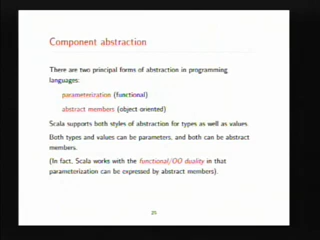 Component abstraction
There are two principal forms of abstraction in programming
languages:
parameterization (functional)
abstract members (object oriented)
Scala supports both styles of abstraction for types as well as values.
Both types and values can be parameters, and both can be abstract
members.
(In fact, Scala works with the functional/OO duality in that
parameterization can be expressed by abstract members).
25